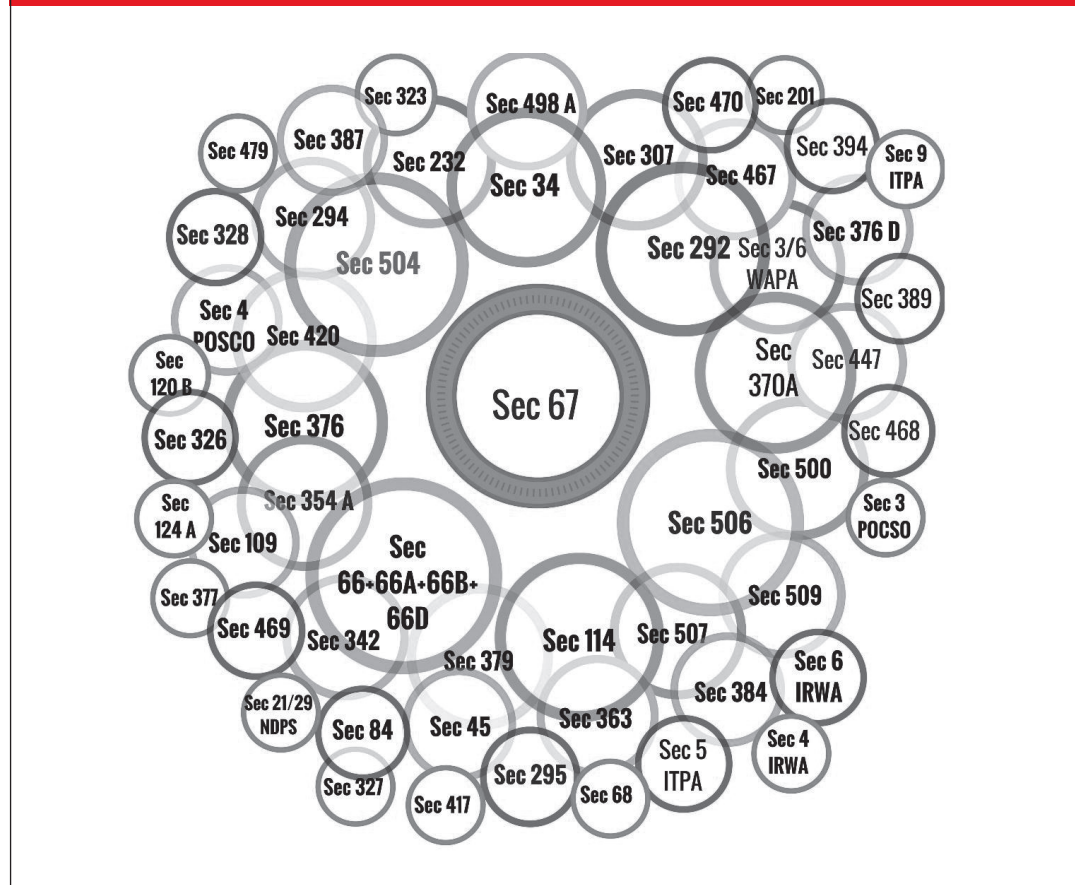 Sec 323
Sec 498 A
Sec 470
Sec 201
Sec 479
Sec 387
Sec 232
Sec 34
Sec 307
Sec 467
Sec 394
Sec 9
ITPA
Sec 328
Sec 294
Sec 504
Sec 292
Sec 3/6
WAPA
Sec 376 D
Sec 389
Sec 4
POSCO
Sec 420
Sec
120 B
Sec 67
Sec
370A
Sec 447
Sec 326
Sec 376
Sec 468
Sec 500
Sec 354 A
Sec
124 A
Sec 109
Sec 506
Sec 3
POCSO
Sec
66+66A+66B+
66D
Sec 377
Sec 469
Sec 342
Sec 379
Sec 114
Sec 507
Sec 509
Sec 21/29
NDPS
Sec 84
Sec 45
Sec 363
Sec 384
Sec 6
IRWA
Sec 327
Sec 417
Sec 295
Sec 68
Sec 5
ITPA
Sec 4
IRWA